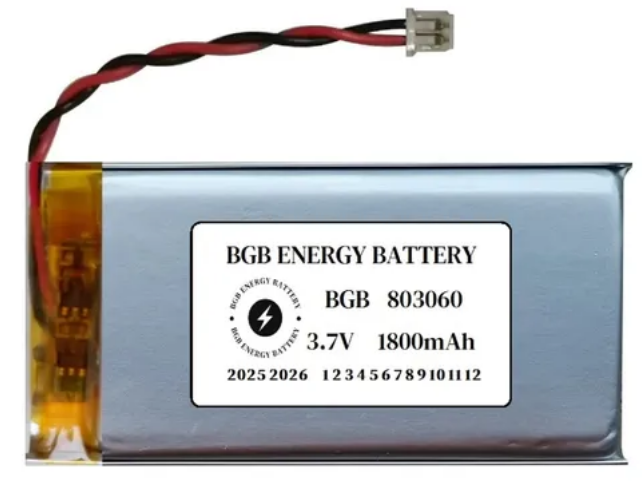 BGB ENERGY BATTERY
BGB ENERGY BATTERY
BGB ENERGY BATTERY
BGB 803060
3.7V 1800mAh
2025 2026 1 2 3 4 5 6 7 8 9 10 11 12